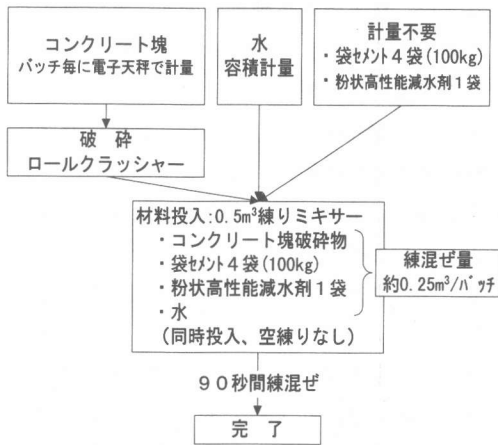 コンクリート塊
バッチ毎に電子天秤で計量
水
容積計量
計量不要
・袋ｾﾒﾝﾄ４袋(100kg)
・粉状高性能減水剤１袋
破　砕
ロールクラッシャー
材料投入:0.5m³練りミキサー
・コンクリート塊破砕物
・袋ｾﾒﾝﾄ４袋(100kg)
・粉状高性能減水剤１袋
・水
(同時投入、空練りなし)
練混ぜ量
約0.25m³/ﾊﾞｯﾁ
９０秒間練混ぜ
完　了